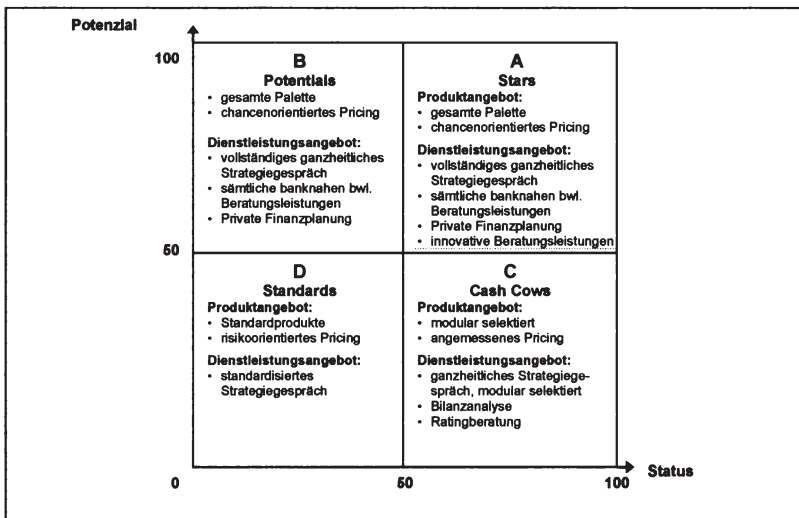 Potenzial
100
B
Potentials
• gesamte Palette
• chancenorientiertes Pricing
Dienstleistungsangebot:
• vollständiges ganzheitliches
Strategiegespräch
• sämtliche banknahen bwl.
Beratungsleistungen
• Private Finanzplanung
A
Stars
Produktangebot:
• gesamte Palette
• chancenorientiertes Pricing
Dienstleistungsangebot:
• vollständiges ganzheitliches
Strategiegespräch
• sämtliche banknahen bwl.
Beratungsleistungen
• Private Finanzplanung
• innovative Beratungsleistungen
50
D
Standards
Produktangebot:
• Standardprodukte
• risikoorientiertes Pricing
Dienstleistungsangebot:
• standardisiertes
Strategiegespräch
C
Cash Cows
Produktangebot:
• modular selektiert
• angemessenes Pricing
Dienstleistungsangebot:
• ganzheitliches Strategiege-
spräch, modular selektiert
• Bilanzanalyse
• Ratingberatung
0
50
100
Status